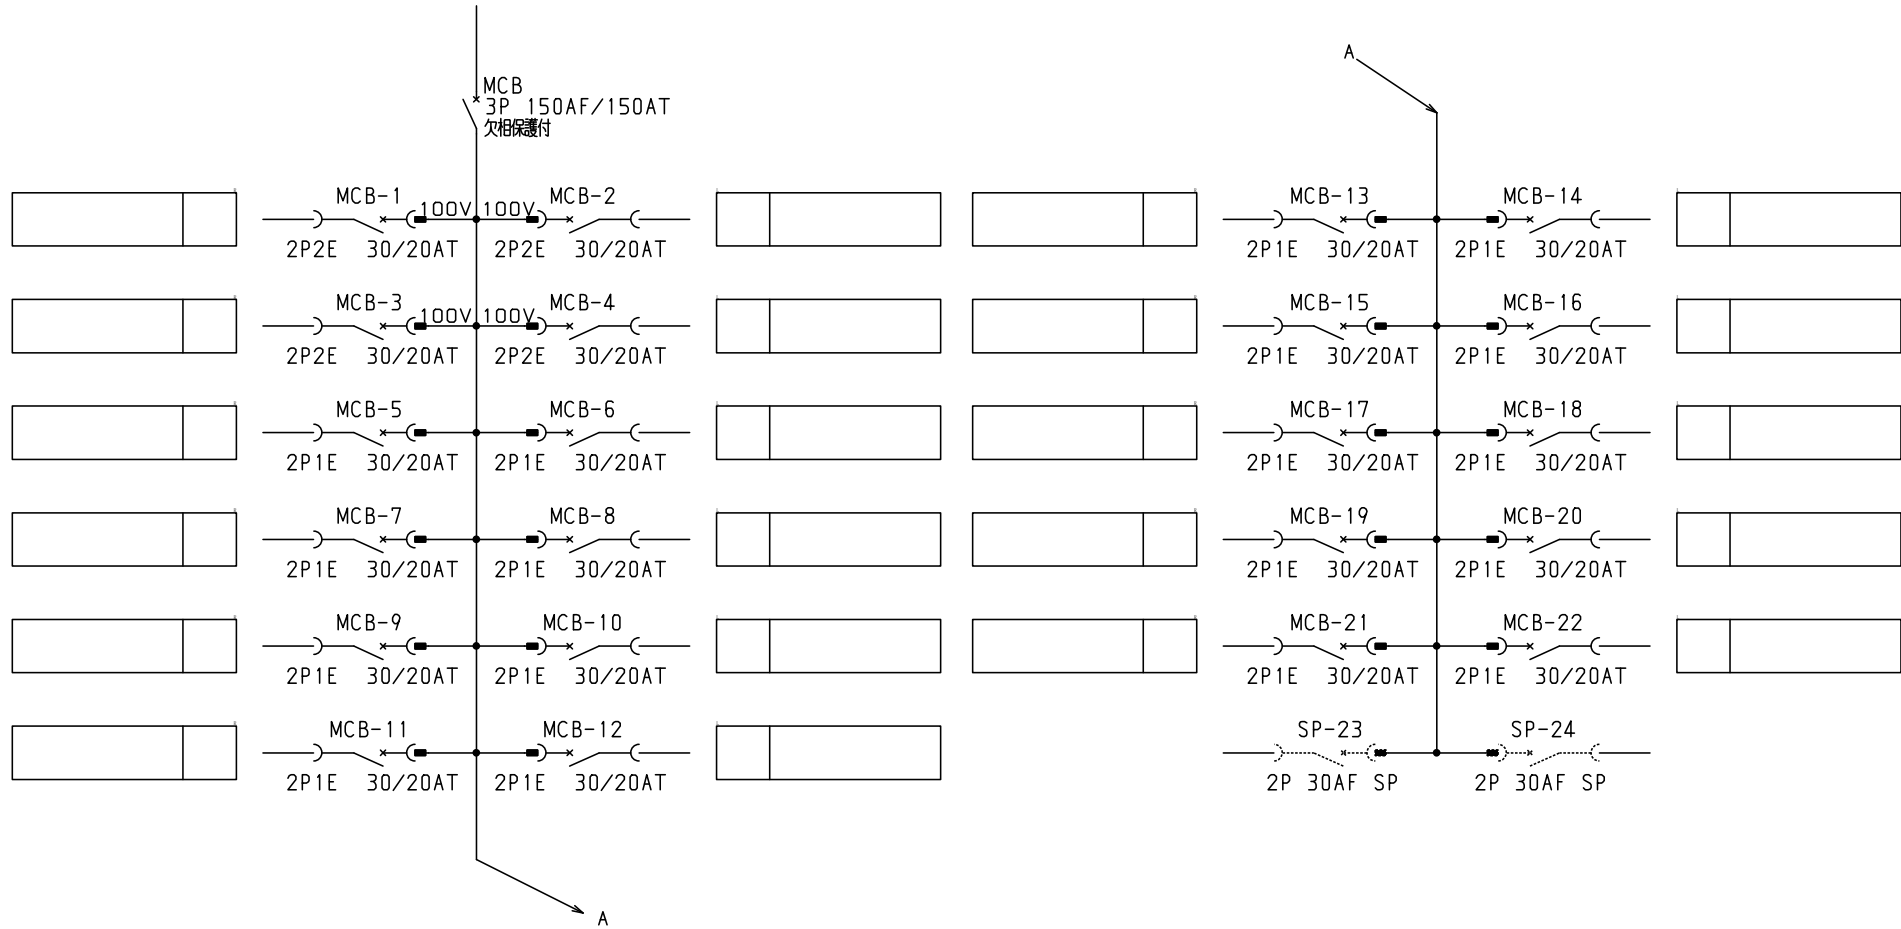 MCB
3P 150AF/150AT
欠相保護付
MCB-1 100V 100V MCB-2
2P2E 30/20AT 2P2E 30/20AT
MCB-3 100V 100V MCB-4
2P2E 30/20AT 2P2E 30/20AT
MCB-5 MCB-6
2P1E 30/20AT 2P1E 30/20AT
MCB-7 MCB-8
2P1E 30/20AT 2P1E 30/20AT
MCB-9 MCB-10
2P1E 30/20AT 2P1E 30/20AT
MCB-11 MCB-12
2P1E 30/20AT 2P1E 30/20AT
A
A
MCB-13 MCB-14
2P1E 30/20AT 2P1E 30/20AT
MCB-15 MCB-16
2P1E 30/20AT 2P1E 30/20AT
MCB-17 MCB-18
2P1E 30/20AT 2P1E 30/20AT
MCB-19 MCB-20
2P1E 30/20AT 2P1E 30/20AT
MCB-21 MCB-22
2P1E 30/20AT 2P1E 30/20AT
SP-23 SP-24
2P 30AF SP 2P 30AF SP